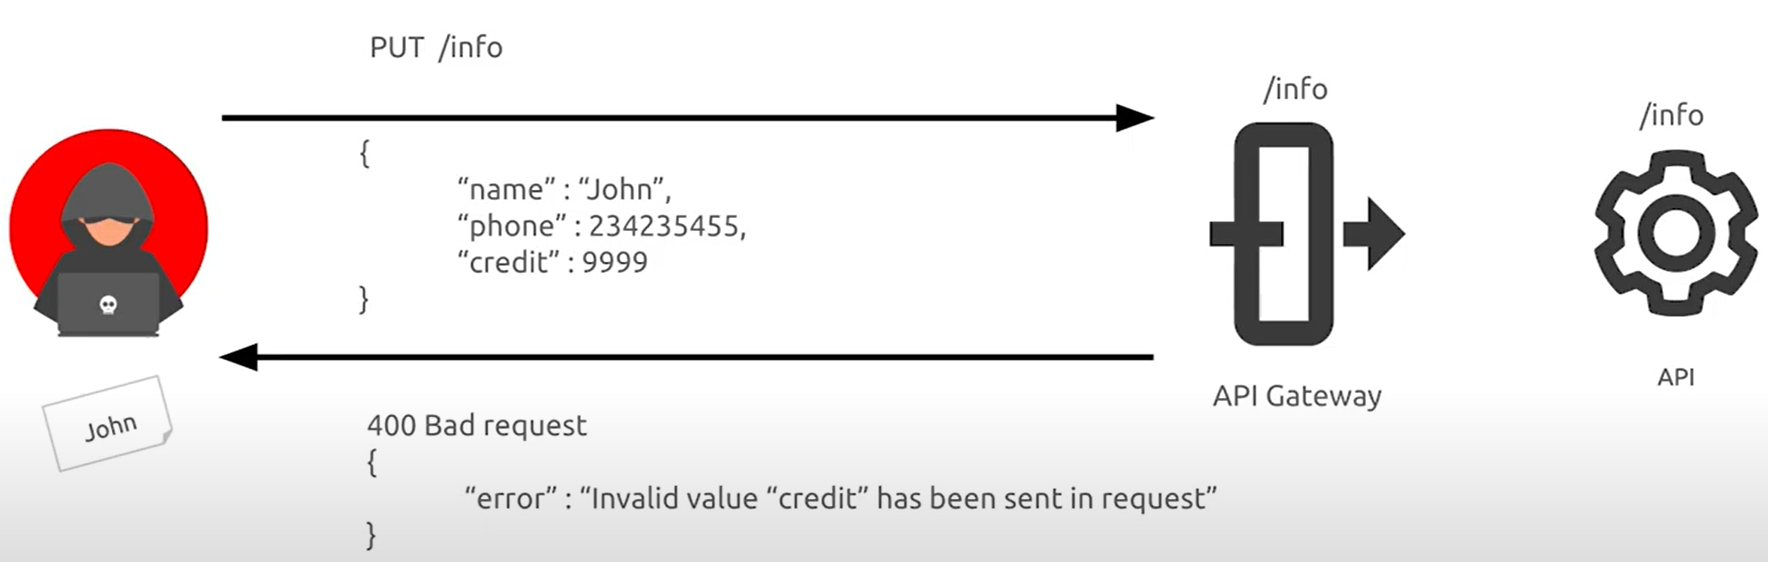 PUT /info
/info
/info
{
“name” : “John”,
“phone” : 234235455,
“credit” : 9999
}
API
API Gateway
John
400 Bad request
{
“error” : “Invalid value “credit” has been sent in request”
}